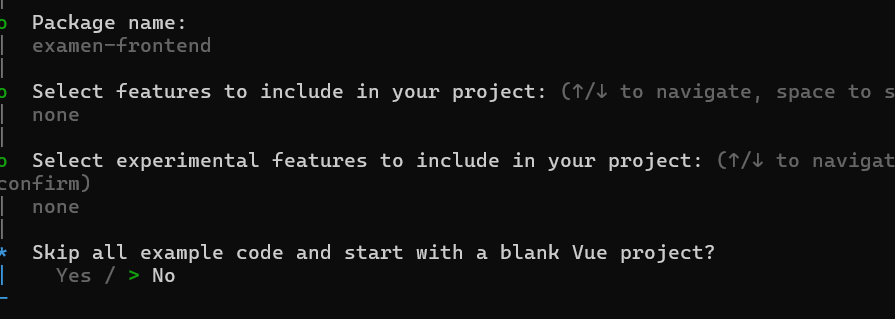 o Package name:
| examen-frontend
|
o Select features to include in your project: (↑/↓ to navigate, space to s
| none
|
o Select experimental features to include in your project: (↑/↓ to navigat
confirm)
| none
|
* Skip all example code and start with a blank Vue project?
| Yes / > No